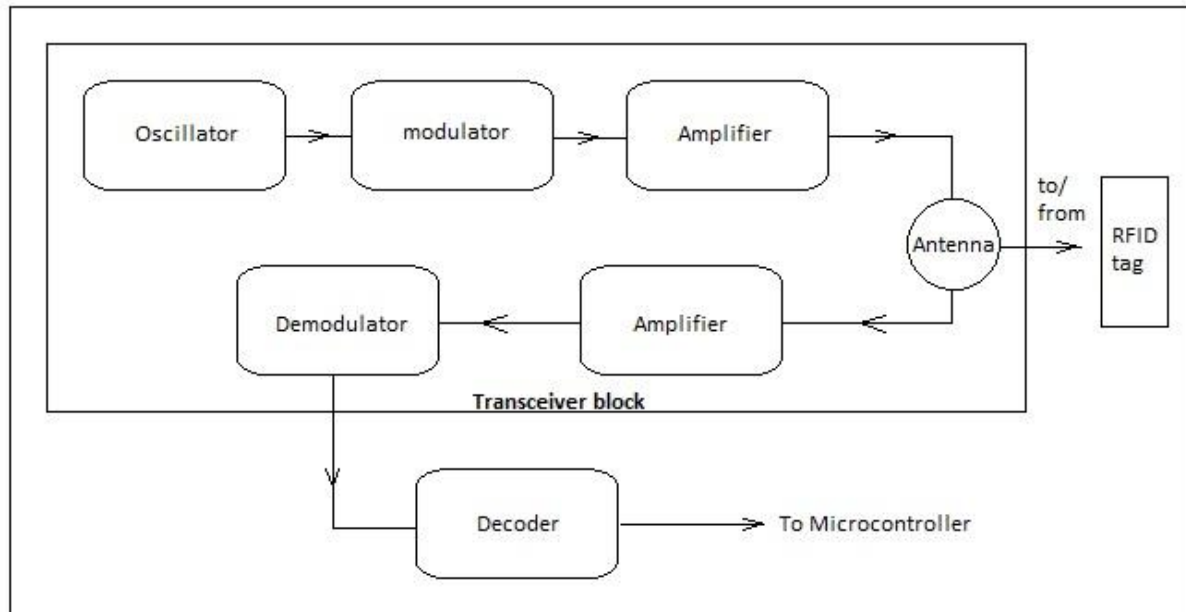 Oscillator
modulator
Amplifier
to/
from
Antenna
RFID
tag
Demodulator
Amplifier
Transceiver block
Decoder
To Microcontroller